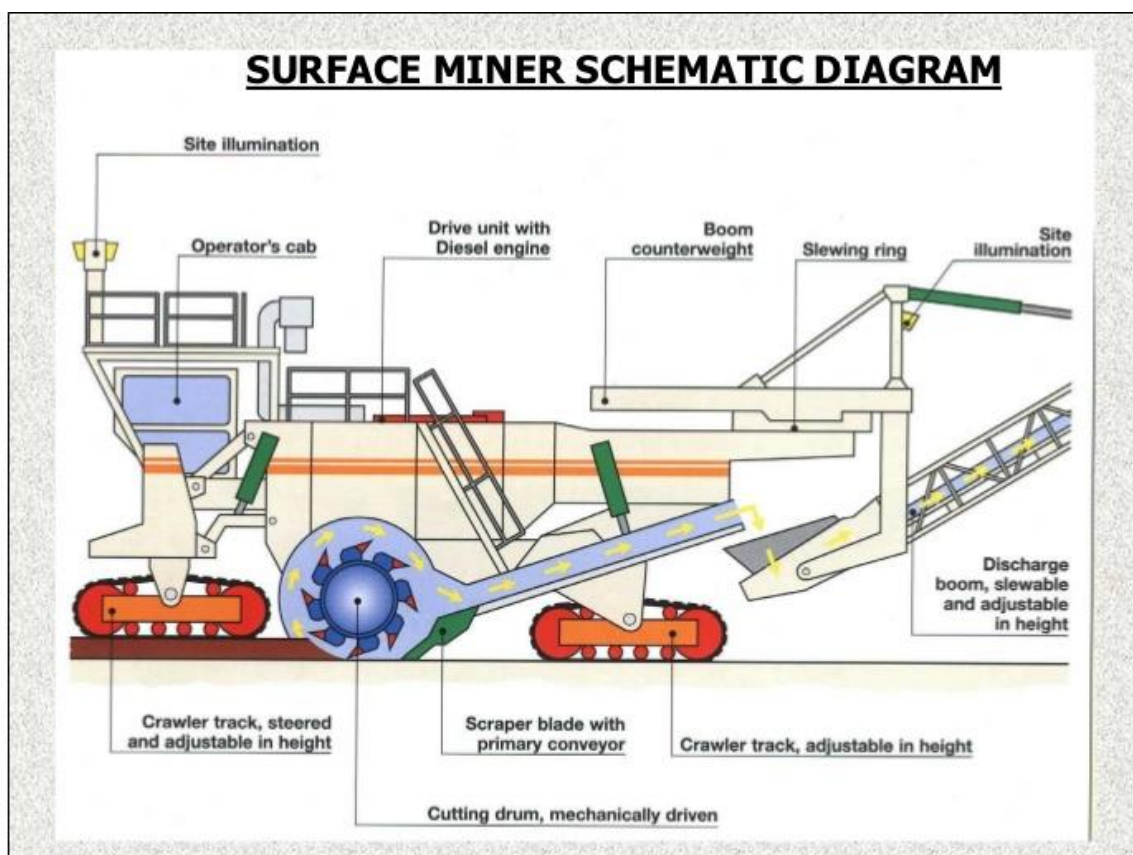 SURFACE MINER SCHEMATIC DIAGRAM
Site illumination
Operator's cab
Drive unit with
Diesel engine
Boom
counterweight
Slewing ring
Site
illumination
Discharge
boom, slewable
and adjustable
in height
Crawler track, steered
and adjustable in height
Scraper blade with
primary conveyor
Crawler track, adjustable in height
Cutting drum, mechanically driven